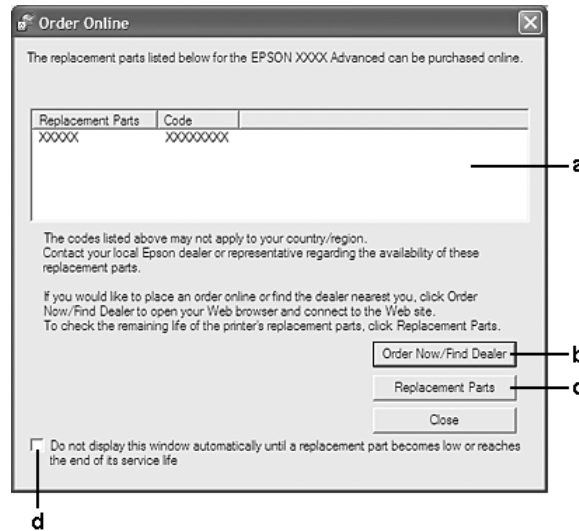 Order Online
The replacement parts listed below for the EPSON XXXX Advanced can be purchased online.
Replacement Parts Code
XXXXX XXXXXXXX
a
The codes listed above may not apply to your country/region.
Contact your local Epson dealer or representative regarding the availability of these
replacement parts.
If you would like to place an order online or find the dealer nearest you, click Order
Now/Find Dealer to open your Web browser and connect to the Web site.
To check the remaining life of the printer's replacement parts, click Replacement Parts.
Order Now/Find Dealer b
Replacement Parts c
Close
Do not display this window automatically until a replacement part becomes low or reaches
the end of its service life
d